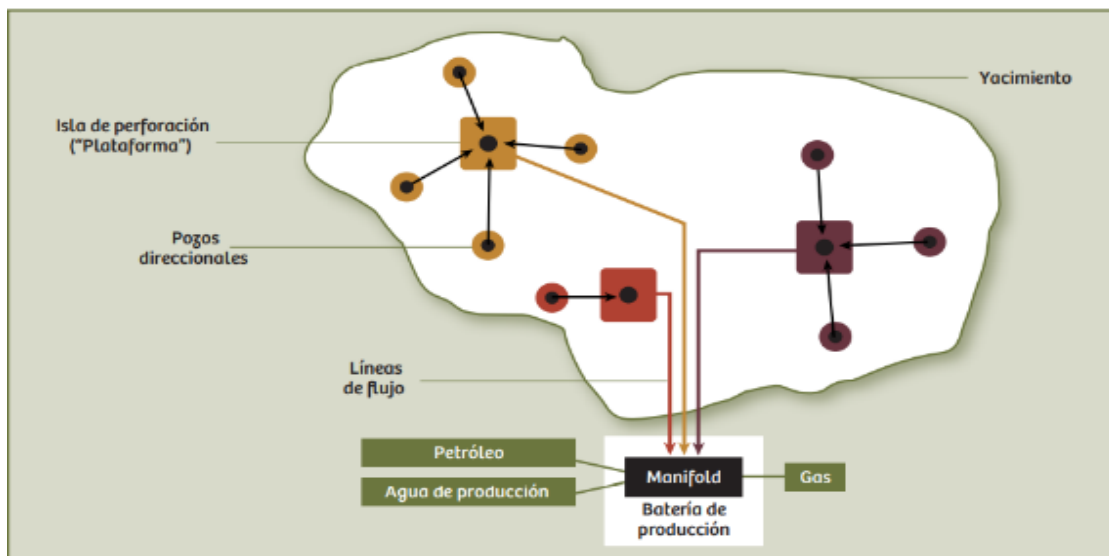 Yacimiento
Isla de perforación
("Plataforma")
Pozos
direccionales
Líneas
de flujo
Petróleo
Agua de producción
Manifold
Gas
Batería de
producción